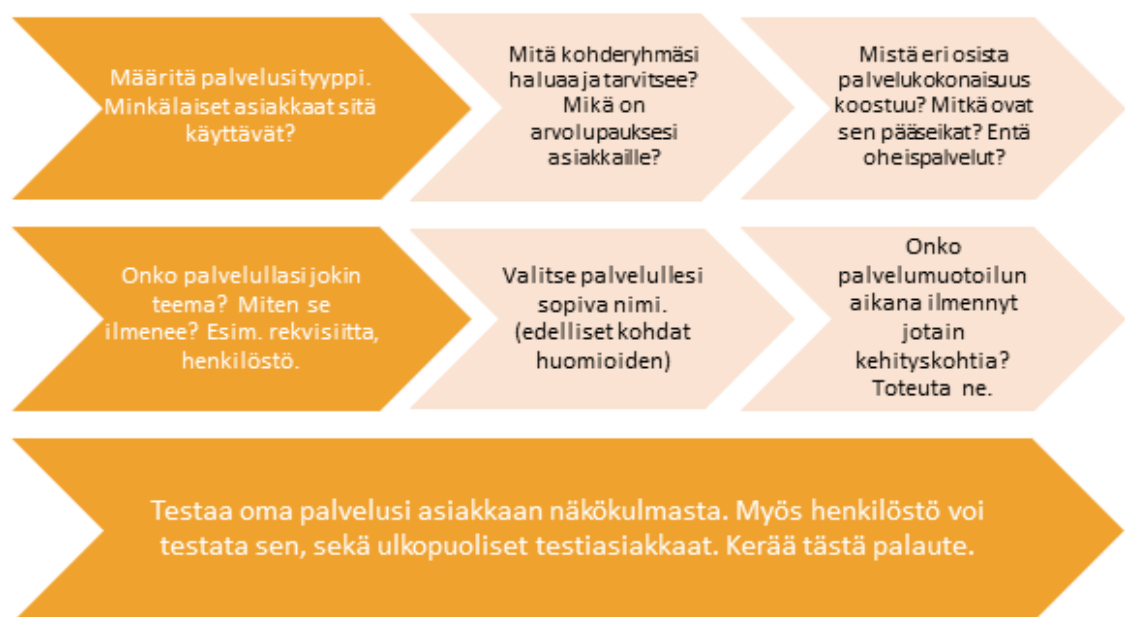 Määritä palvelusi tyyppi.
Minkälaiset asiakkaat sitä
käyttävät?
Mitä kohderyhmäsi
haluaa ja tarvitsee?
Mikä on
arvolupauksesi
asiakkaille?
Mistä eri osista
palvelukokonaisuus
koostuu? Mitkä ovat
sen pääseikat? Entä
oheispalvelut?
Onko palvelullasi jokin
teema? Miten se
ilmenee? Esim. rekvisiitta,
henkilöstö.
Valitse palvelullesi
sopiva nimi.
(edelliset kohdat
huomioiden)
Onko
palvelumuotoilun
aikana ilmennyt
jotain
kehityskohtia?
Toteuta ne.
Testaa oma palvelusi asiakkaan näkökulmasta. Myös henkilöstö voi
testata sen, sekä ulkopuoliset testiasiakkaat. Kerää tästä palaute.